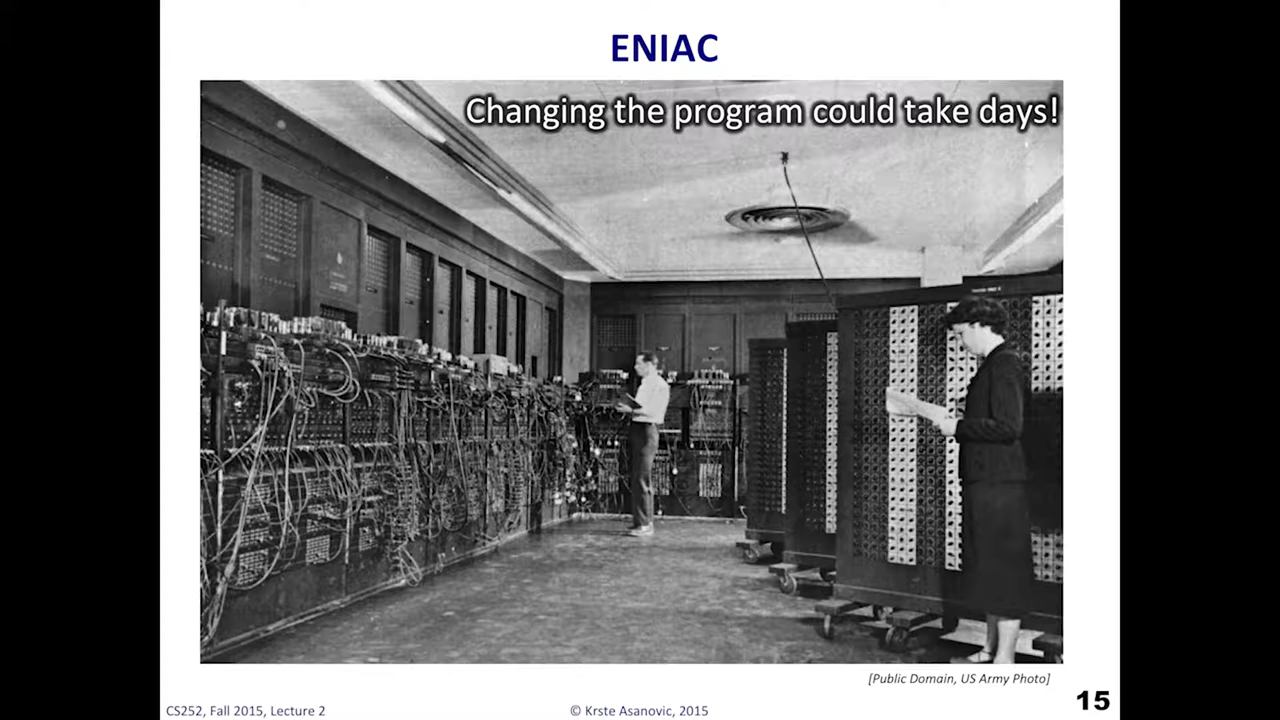 ENIAC
Changing the program could take days!
[Public Domain, US Army Photo]
CS252, Fall 2015, Lecture 2
© Krste Asanovic, 2015
15